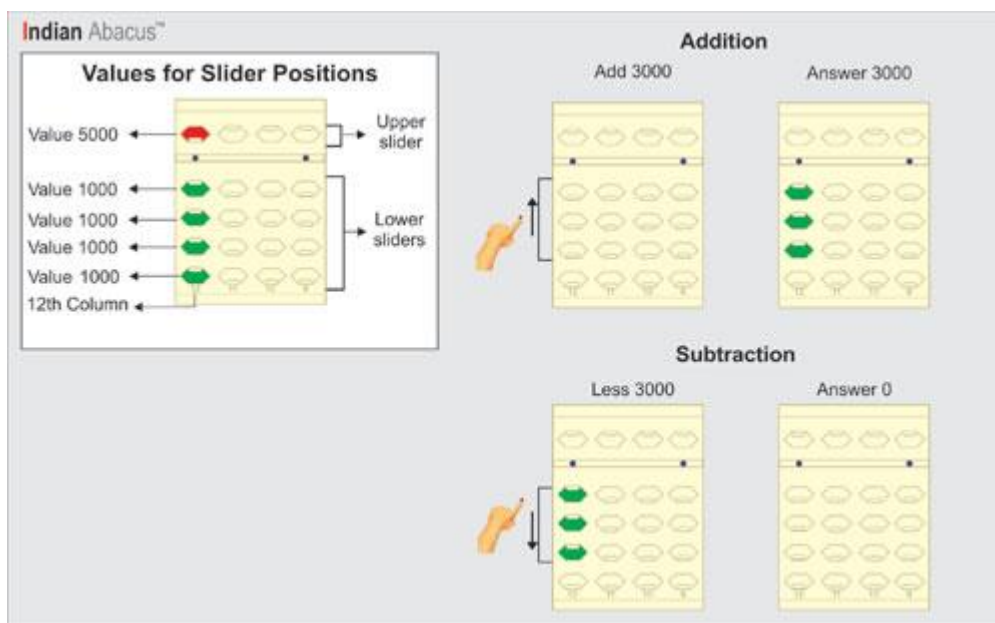 Indian Abacus™
Values for Slider Positions
Value 5000
Upper
slider
Value 1000
Value 1000
Value 1000
Value 1000
Lower
sliders
12th Column
Addition
Add 3000
Answer 3000
Subtraction
Less 3000
Answer 0